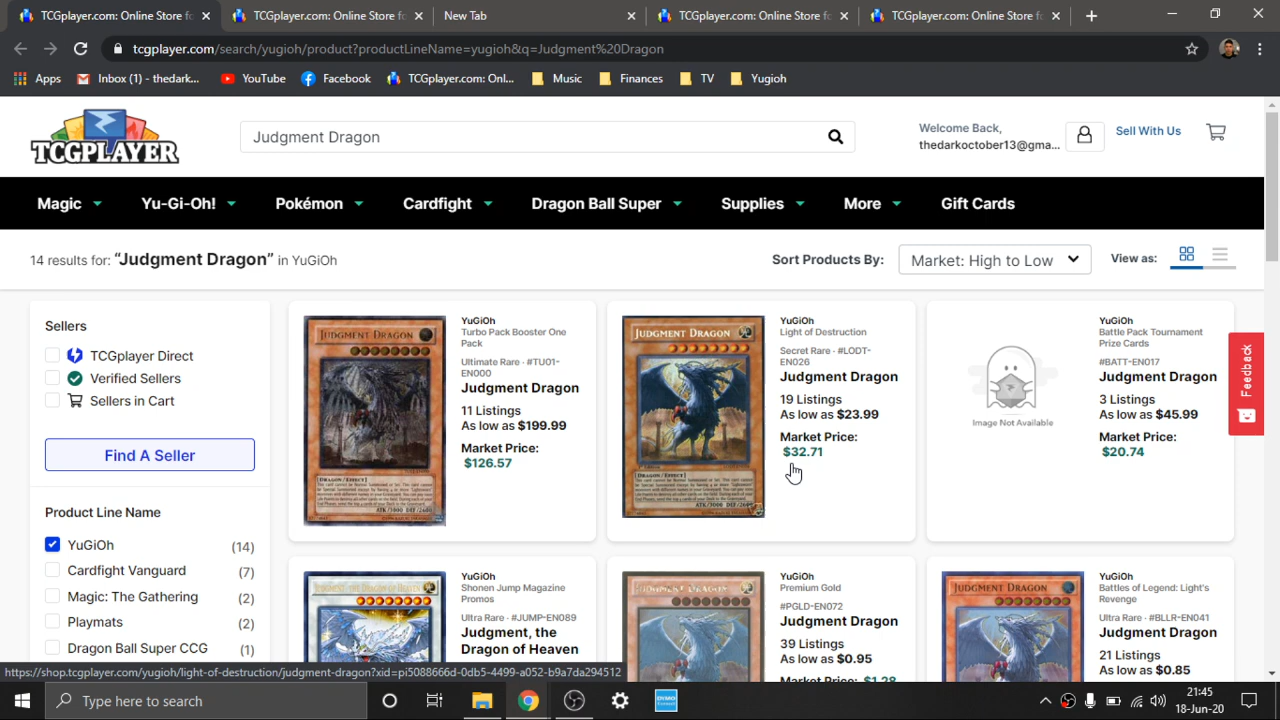 TCGplayer.com: Online Store fo
TCGplayer.com: Online Store fo
New Tab
TCGplayer.com: Online Store fo
TCGplayer.com: Online Store fo
tcgplayer.com/search/yugioh/product?productLineName=yugioh&q=Judgment%20Dragon
Apps
Inbox (1) - thedark...
YouTube
Facebook
TCGplayer.com: Onl...
Music
Finances
TV
Yugioh
TCGPLAYER
Judgment Dragon
Welcome Back,
thedarkoctober13@gma...
Sell With Us
Magic
Yu-Gi-Oh!
Pokémon
Cardfight
Dragon Ball Super
Supplies
More
Gift Cards
14 results for: “Judgment Dragon” in YuGiOh
Sort Products By:
Market: High to Low
View as:
Sellers
TCGplayer Direct
Verified Sellers
Sellers in Cart
Find A Seller
Product Line Name
YuGiOh (14)
Cardfight Vanguard (7)
Magic: The Gathering (2)
Playmats (2)
Dragon Ball Super CCG (1)
JUDGMENT DRAGON
YuGiOh
Turbo Pack Booster One
Pack
Ultimate Rare · #TU01-
EN000
Judgment Dragon
11 Listings
As low as $199.99
Market Price:
$126.57
JUDGMENT DRAGON
YuGiOh
Light of Destruction
Secret Rare · #LODT-
EN026
Judgment Dragon
19 Listings
As low as $23.99
Market Price:
$32.71
Image Not Available
YuGiOh
Battle Pack Tournament
Prize Cards
#BATT-EN017
Judgment Dragon
3 Listings
As low as $45.99
Market Price:
$20.74
Feedback
YuGiOh
Shonen Jump Magazine
Promos
Ultra Rare · #JUMP-EN089
Judgment, the
Dragon of Heaven
JUDGMENT DRAGON
YuGiOh
Premium Gold
#PGLD-EN072
Judgment Dragon
39 Listings
As low as $0.95
Market Price: $1.28
JUDGMENT DRAGON
YuGiOh
Battles of Legend: Light's
Revenge
Ultra Rare · #BLLR-EN041
Judgment Dragon
21 Listings
As low as $0.85
https://shop.tcgplayer.com/yugioh/light-of-destruction/judgment-dragon?xid=pi5088666d-0db5-4499-a052-b9a7da294512
Type here to search
DYMO
21:45
18-Jun-20